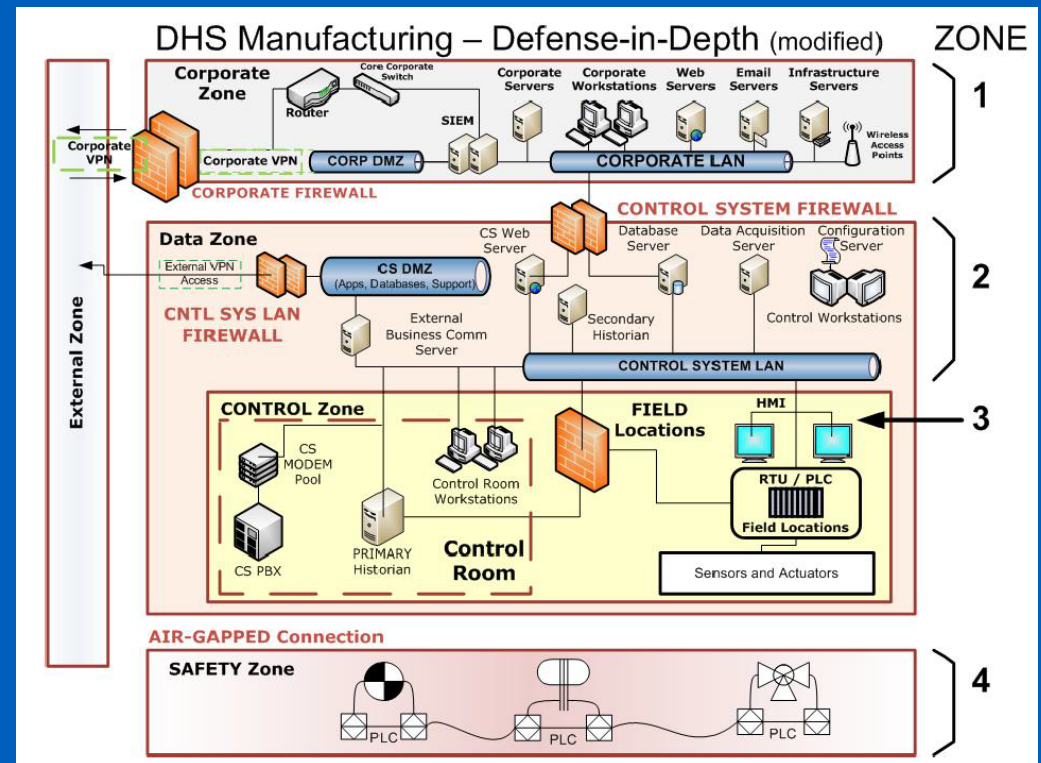 DHS Manufacturing – Defense-in-Depth (modified)
ZONE
Corporate
Zone
Core Corporate
Switch
Router
SIEM
Corporate
Servers
Corporate
Workstations
Web
Servers
Email
Servers
Infrastructure
Servers
Wireless
Access
Points
1
Corporate
VPN
Corporate VPN
CORP DMZ
CORPORATE LAN
CORPORATE FIREWALL
CONTROL SYSTEM FIREWALL
External Zone
Data Zone
External VPN
Access
CNTL SYS LAN
FIREWALL
CS DMZ
(Apps, Databases, Support)
CS Web
Server
Database
Server
Data Acquisition
Server
Configuration
Server
Control Workstations
2
External
Business Comm
Server
Secondary
Historian
CONTROL SYSTEM LAN
CONTROL Zone
CS
MODEM
Pool
CS PBX
PRIMARY
Historian
Control Room
Workstations
Control
Room
FIELD
Locations
HMI
3
RTU / PLC
Field Locations
Sensors and Actuators
AIR-GAPPED Connection
SAFETY Zone
PLC
PLC
PLC
4